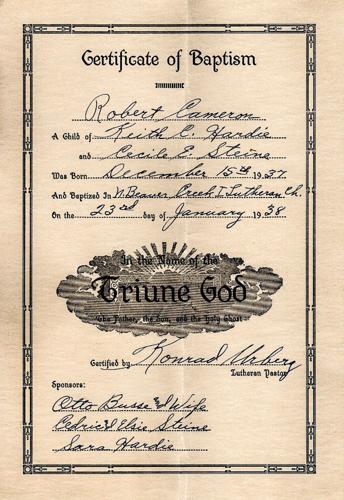 Certificate of Baptism
Robert Cameron
A Child of Keith C. Hardie
and Cecile E Steine
Was Born December 15th 1937
And Baptized In N. Beaver Creek I. Lutheran Ch.
On the 23rd day of January 1938
In the Name of the
Triune God
The Father, the Son, and the Holy Ghost
Certified by Konrad Urberg
Lutheran Pastor
Sponsors:
Otto Busse & Wife
Cedric & Elsie Steine
Sara Hardie